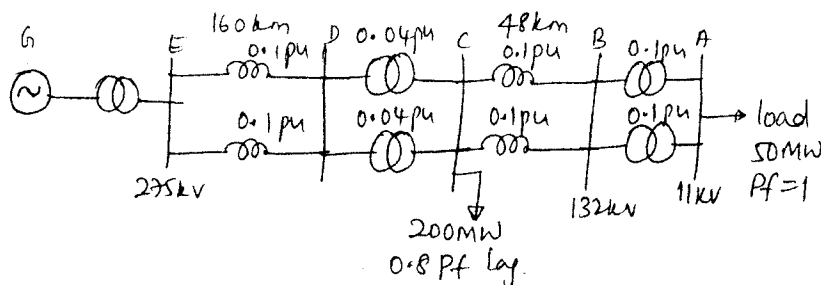 G
E
160km
D
0.04pu
C
48km
B
A
0.1pu
0.1pu
0.1pu
~
0.1pu
0.04pu
0.1pu
0.1pu
load
50MW
Pf=1
275kv
132kv
11kv
200MW
0.8 Pf lag.